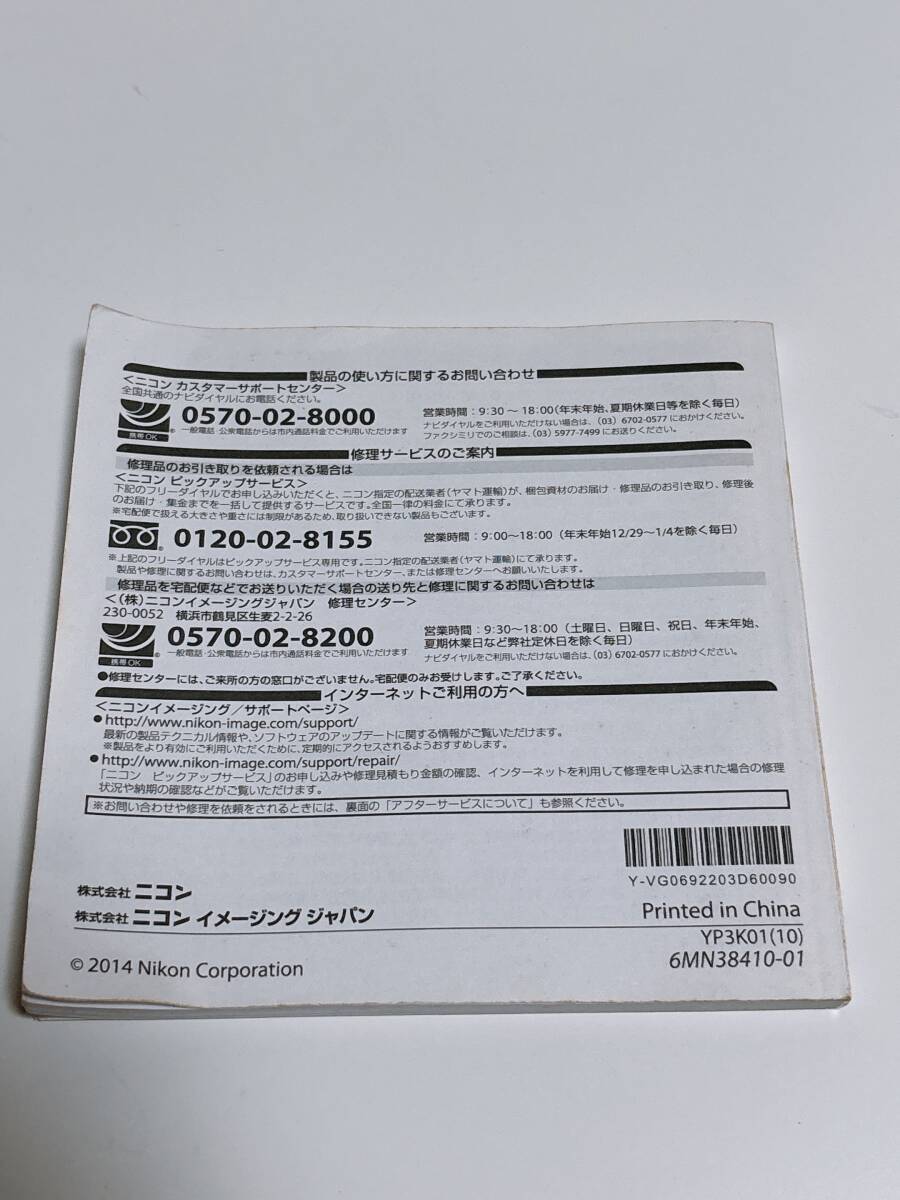 製品の使い方に関するお問い合わせ
＜ニコン カスタマーサポートセンター＞
全国共通のナビダイヤルにお電話ください。
携帯OK
0570-02-8000
一般電話・公衆電話からは市内通話料金でご利用いただけます
営業時間：9:30～18:00（年末年始、夏期休業日等を除く毎日）
ナビダイヤルをご利用いただけない場合は、（03）6702-0577におかけください。
ファクシミリでのご相談は、（03）5977-7499にお送りください。
修理サービスのご案内
修理品のお引き取りを依頼される場合は
＜ニコン ピックアップサービス＞
下記のフリーダイヤルでお申し込みいただくと、ニコン指定の配送業者（ヤマト運輸）が、梱包資材のお届け・修理品のお引き取り、修理後
のお届け・集金までを一括して提供するサービスです。全国一律の料金にて承ります。
※宅配便で扱える大きさや重さには制限があるため、取り扱いできない製品もございます。
0120-02-8155
営業時間：9:00～18:00（年末年始12/29～1/4を除く毎日）
※上記のフリーダイヤルはピックアップサービス専用です。ニコン指定の配送業者（ヤマト運輸）にて承ります。
製品や修理に関するお問い合わせは、カスタマーサポートセンター、または修理センターへお願いいたします。
修理品を宅配便などでお送りいただく場合の送り先と修理に関するお問い合わせは
＜（株）ニコンイメージングジャパン　修理センター＞
230-0052　横浜市鶴見区生麦2-2-26
携帯OK
0570-02-8200
一般電話・公衆電話からは市内通話料金でご利用いただけます
営業時間：9:30～18:00（土曜日、日曜日、祝日、年末年始、
夏期休業日など弊社定休日を除く毎日）
ナビダイヤルをご利用いただけない場合は、（03）6702-0577におかけください。
●修理センターには、ご来所の方の窓口がございません。宅配便のみお受けします。ご了承ください。
インターネットご利用の方へ
＜ニコンイメージング／サポートページ＞
●http://www.nikon-image.com/support/
最新の製品テクニカル情報や、ソフトウェアのアップデートに関する情報がご覧いただけます。
※製品をより有効にご利用いただくために、定期的にアクセスされるようおすすめします。
●http://www.nikon-image.com/support/repair/
「ニコン　ピックアップサービス」のお申し込みや修理見積もり金額の確認、インターネットを利用して修理を申し込まれた場合の修理
状況や納期の確認などがご覧いただけます。
※お問い合わせや修理を依頼をされるときには、裏面の「アフターサービスについて」も参照ください。
Y-VG0692203D60090
株式会社 ニコン
株式会社 ニコン イメージング ジャパン
Printed in China
YP3K01(10)
6MN38410-01
© 2014 Nikon Corporation